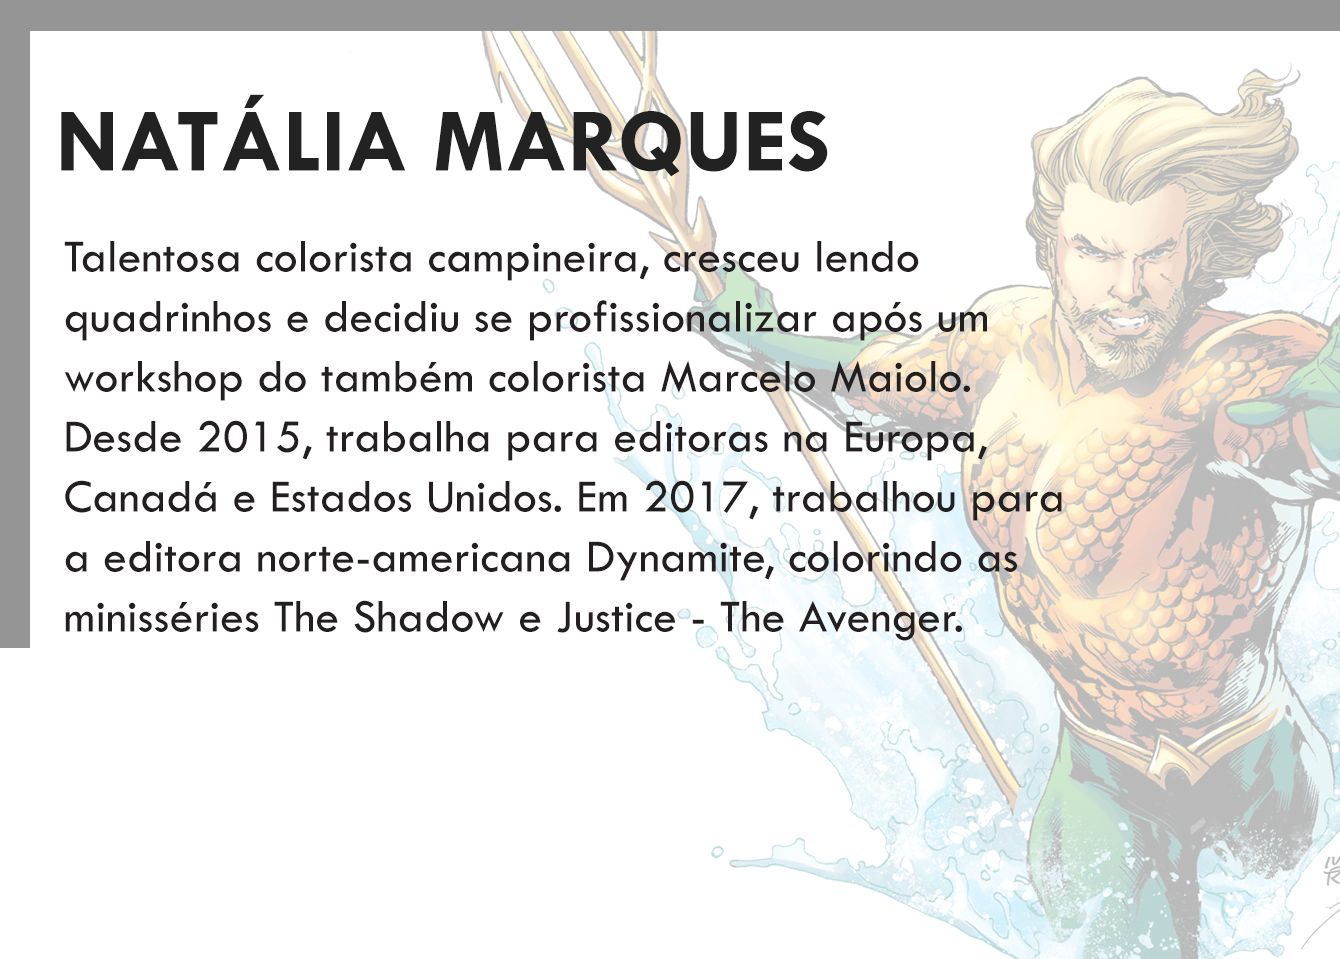 NATÁLIA MARQUES
Talentosa colorista campineira, cresceu lendo
quadrinhos e decidiu se profissionalizar após um
workshop do também colorista Marcelo Maiolo.
Desde 2015, trabalha para editoras na Europa,
Canadá e Estados Unidos. Em 2017, trabalhou para
a editora norte-americana Dynamite, colorindo as
minisséries The Shadow e Justice - The Avenger.